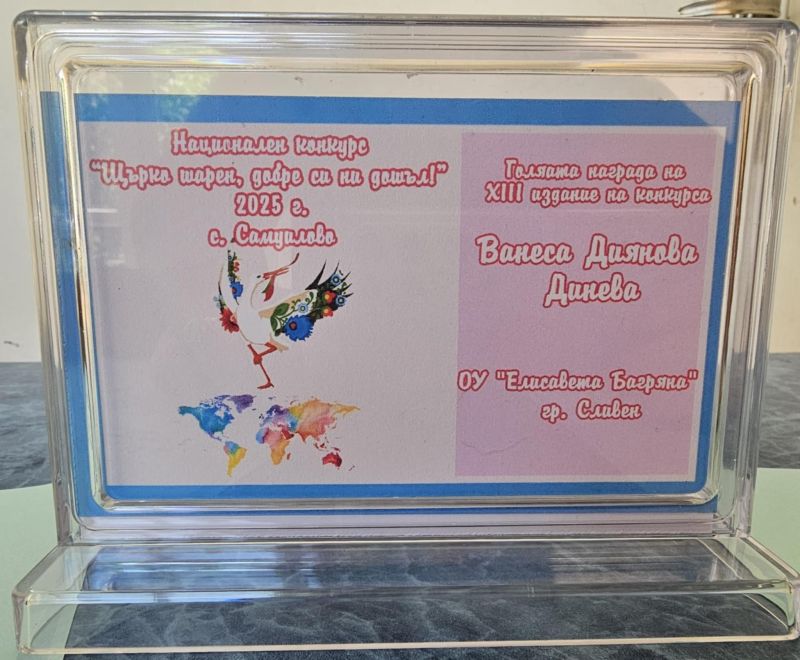 Национален конкурс
"Щърко шарен, добре си ни дошъл!"
2025 г.
с. Самуилово
Голямата награда на
XIII издание на конкурса
Ванеса Диянова
Динева
ОУ "Елисавета Багряна"
гр. Сливен